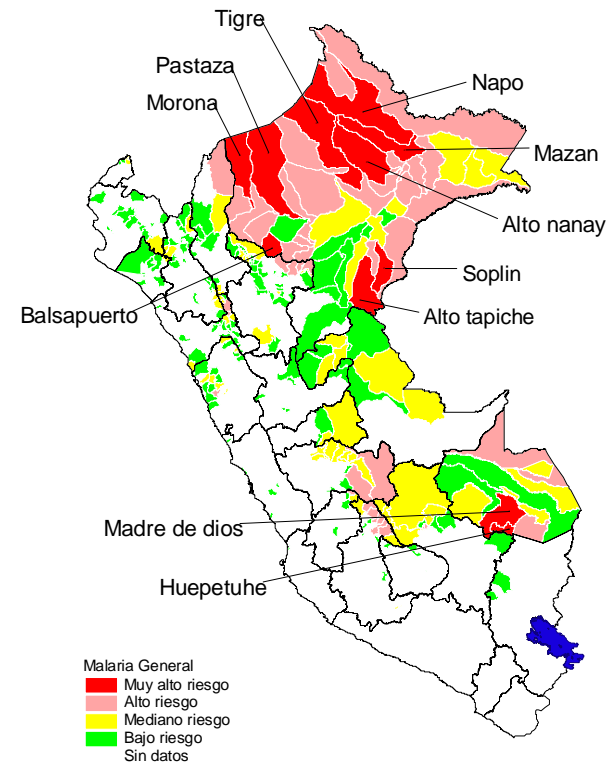 Tigre
Pastaza
Morona
Napo
Mazan
Alto nanay
Soplin
Balsapuerto
Alto tapiche
Madre de dios
Huepetuhe
Malaria General
Muy alto riesgo
Alto riesgo
Mediano riesgo
Bajo riesgo
Sin datos